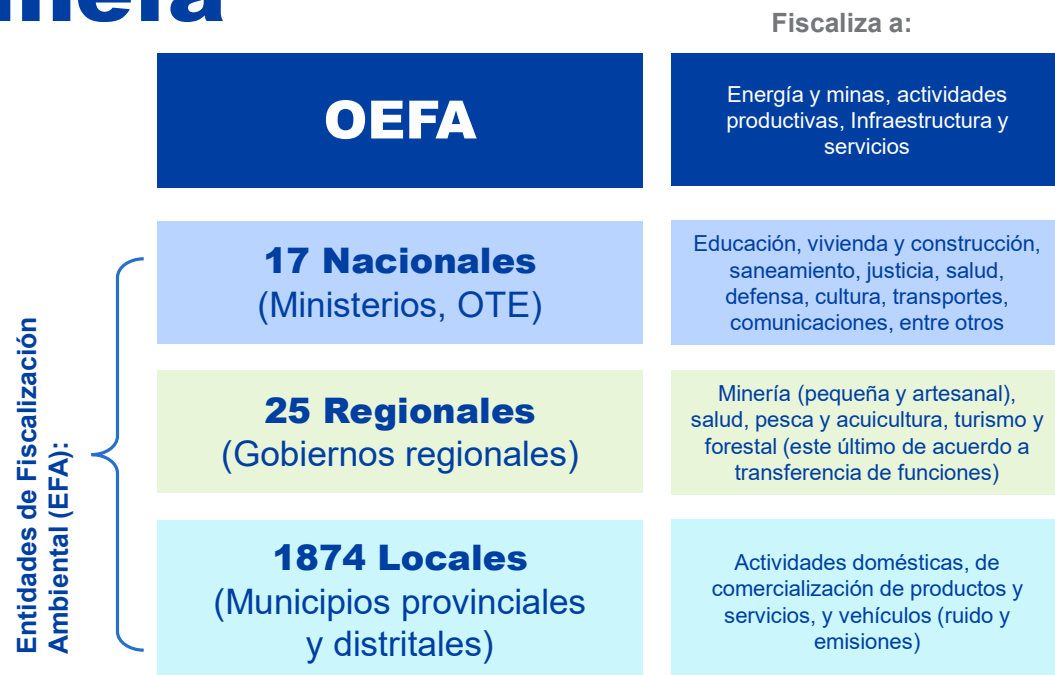 Fiscaliza a:
OEFA
Energía y minas, actividades
productivas, Infraestructura y
servicios
Entidades de Fiscalización
Ambiental (EFA):
17 Nacionales
(Ministerios, OTE)
Educación, vivienda y construcción,
saneamiento, justicia, salud,
defensa, cultura, transportes,
comunicaciones, entre otros
25 Regionales
(Gobiernos regionales)
Minería (pequeña y artesanal),
salud, pesca y acuicultura, turismo y
forestal (este último de acuerdo a
transferencia de funciones)
1874 Locales
(Municipios provinciales
y distritales)
Actividades domésticas, de
comercialización de productos y
servicios, y vehículos (ruido y
emisiones)